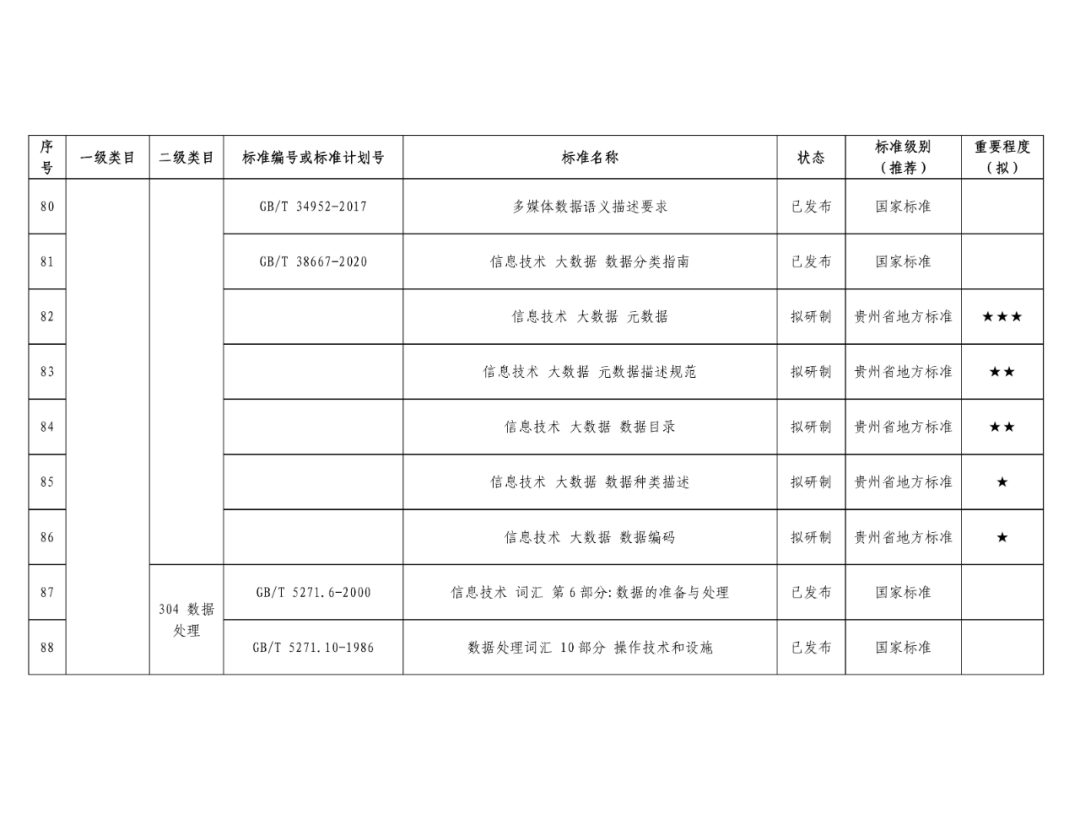 序号 一级类目 二级类目 标准编号或标准计划号 标准名称 状态 标准级别（推荐） 重要程度（拟）
80 GB/T 34952-2017 多媒体数据语义描述要求 已发布 国家标准
81 GB/T 38667-2020 信息技术 大数据 数据分类指南 已发布 国家标准
82 信息技术 大数据 元数据 拟研制 贵州省地方标准 ★★★
83 信息技术 大数据 元数据描述规范 拟研制 贵州省地方标准 ★★
84 信息技术 大数据 数据目录 拟研制 贵州省地方标准 ★★
85 信息技术 大数据 数据种类描述 拟研制 贵州省地方标准 ★
86 信息技术 大数据 数据编码 拟研制 贵州省地方标准 ★
304 数据处理
87 GB/T 5271.6-2000 信息技术 词汇 第6部分:数据的准备与处理 已发布 国家标准
88 GB/T 5271.10-1986 数据处理词汇 10部分 操作技术和设施 已发布 国家标准